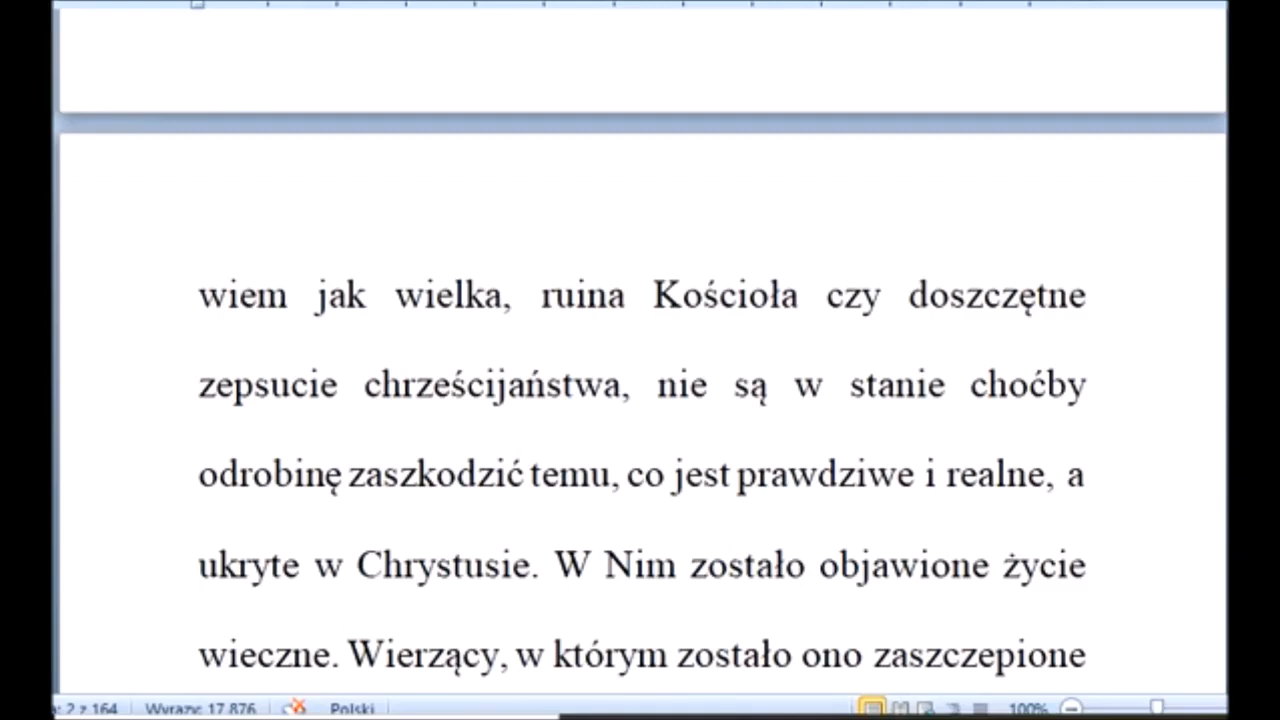 wiem jak wielka, ruina Kościoła czy doszczętne
zepsucie chrześcijaństwa, nie są w stanie choćby
odrobinę zaszkodzić temu, co jest prawdziwe i realne, a
ukryte w Chrystusie. W Nim zostało objawione życie
wieczne. Wierzący, w którym zostało ono zaszczepione
: 2 z 164 Wyrazy: 17 876 Polski 100%